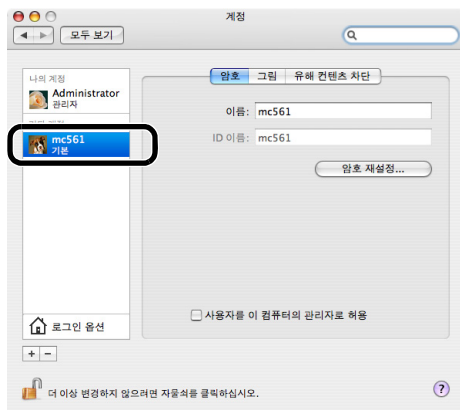 계정
모두 보기
나의 계정
Administrator
관리자
기타 계정
mc561
기본
로그인 옵션
+ −
암호 그림 유해 컨텐츠 차단
이름: mc561
ID 이름: mc561
암호 재설정...
사용자를 이 컴퓨터의 관리자로 허용
더 이상 변경하지 않으려면 자물쇠를 클릭하십시오.
?